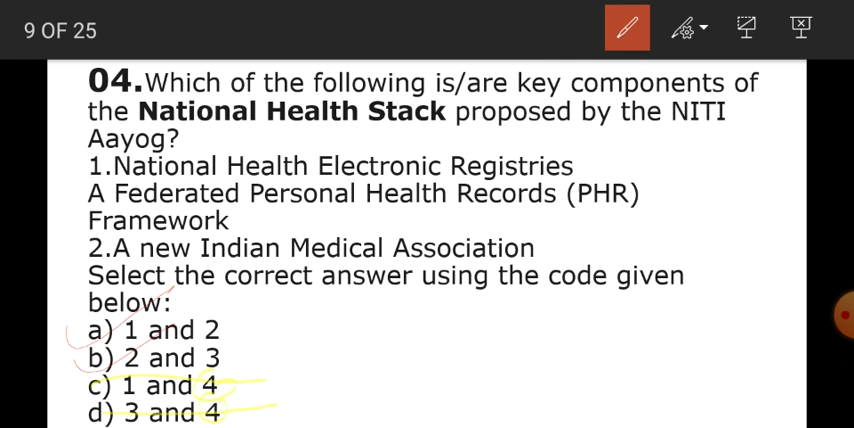 9 OF 25
04.Which of the following is/are key components of
the National Health Stack proposed by the NITI
Aayog?
1.National Health Electronic Registries
A Federated Personal Health Records (PHR)
Framework
2.A new Indian Medical Association
Select the correct answer using the code given
below:
a) 1 and 2
b) 2 and 3
c) 1 and 4
d) 3 and 4